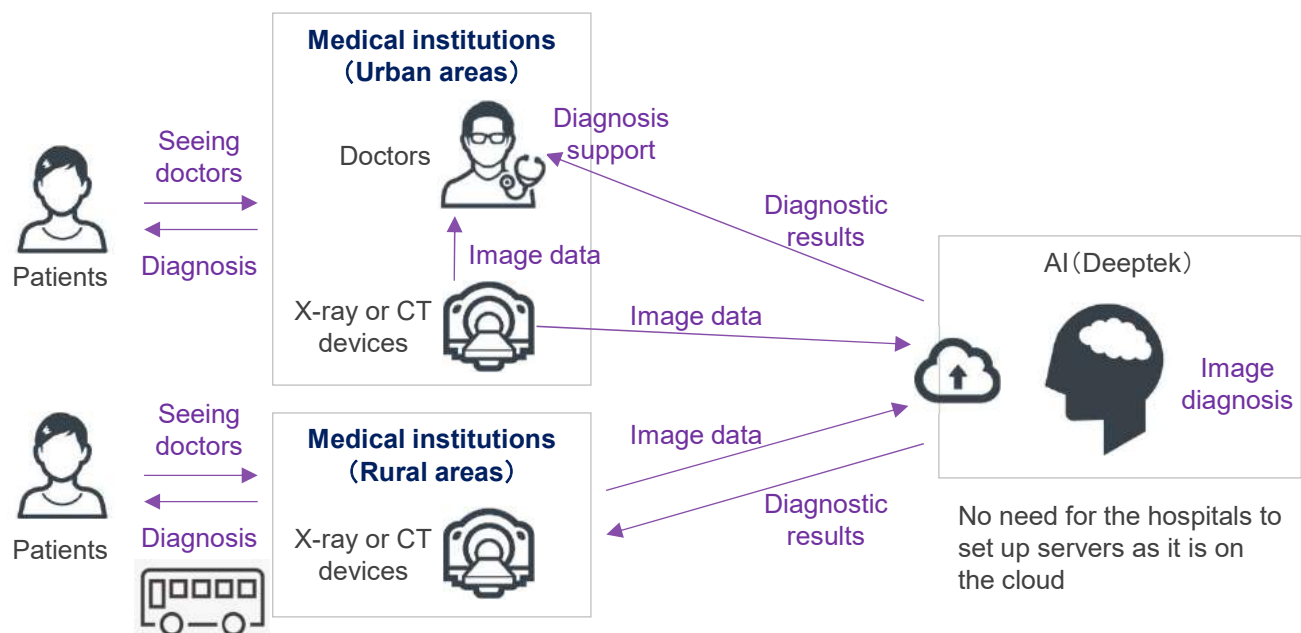 Medical institutions
（Urban areas）
Seeing
doctors
Diagnosis
Patients
Doctors
Diagnosis
support
Image data
X-ray or CT
devices
Diagnostic
results
Image data
AI（Deeptek）
Image
diagnosis
Seeing
doctors
Diagnosis
Patients
Medical institutions
（Rural areas）
X-ray or CT
devices
Image data
Diagnostic
results
No need for the hospitals to
set up servers as it is on
the cloud